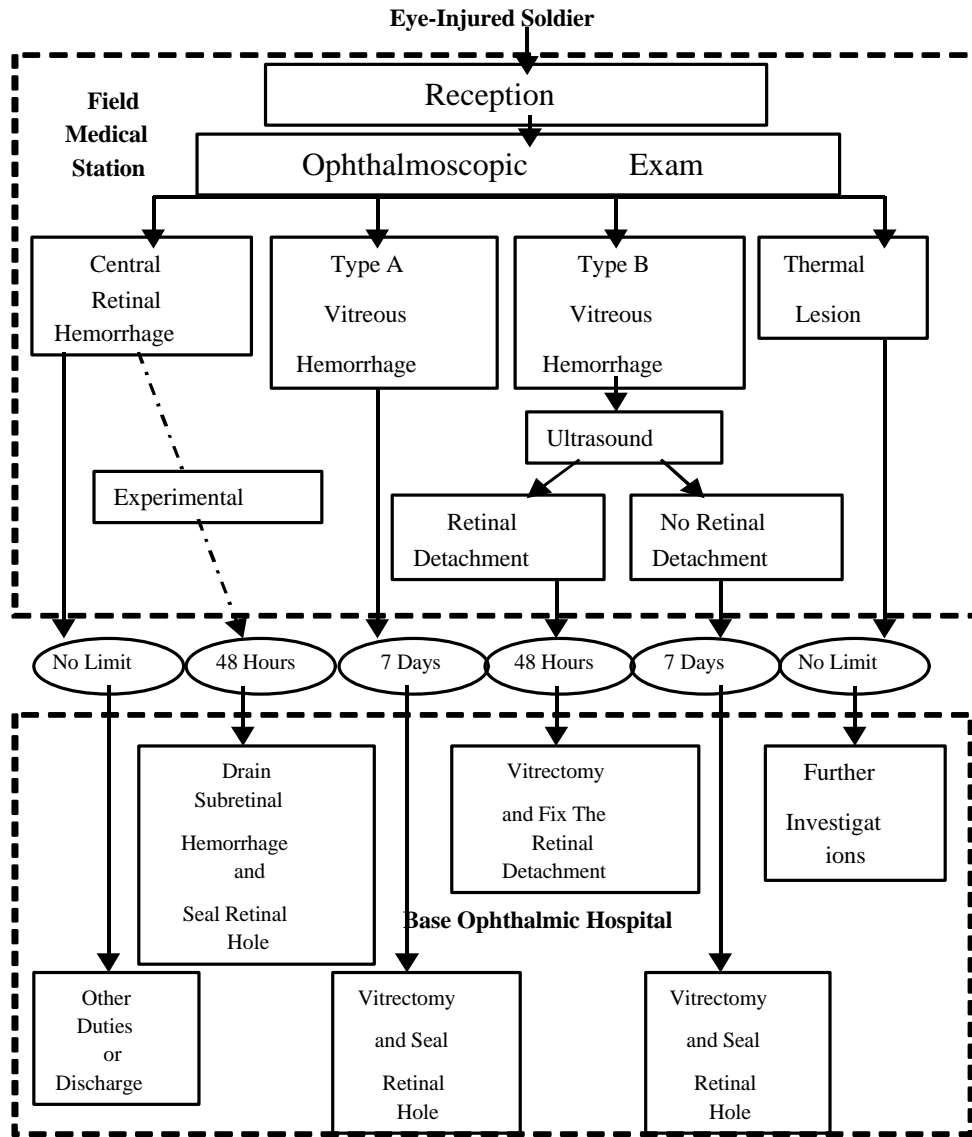 Eye-Injured Soldier
Reception
Field
Medical
Station
Ophthalmoscopic Exam
Central
Retinal
Hemorrhage
Type A
Vitreous
Hemorrhage
Type B
Vitreous
Hemorrhage
Thermal
Lesion
Ultrasound
Experimental
Retinal
Detachment
No Retinal
Detachment
No Limit
48 Hours
7 Days
48 Hours
7 Days
No Limit
Drain
Subretinal
Hemorrhage
and
Seal Retinal
Hole
Vitrectomy
and Fix The
Retinal
Detachment
Further
Investigat
ions
Base Ophthalmic Hospital
Other
Duties
or
Discharge
Vitrectomy
and Seal
Retinal
Hole
Vitrectomy
and Seal
Retinal
Hole